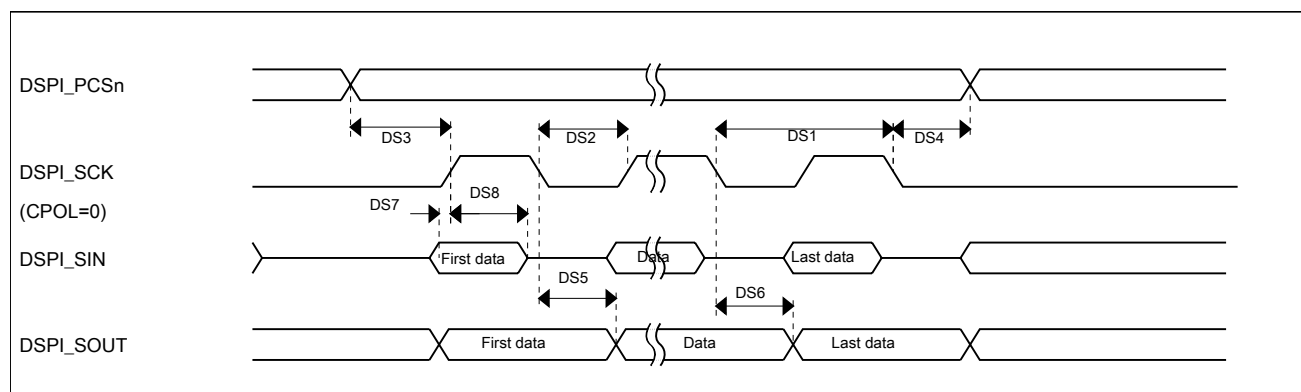 DSPI_PCSn
DS3
DS2
DS1
DS4
DSPI_SCK
(CPOL=0)
DS7
DS8
DSPI_SIN
First data
Data
Last data
DS5
DS6
DSPI_SOUT
First data
Data
Last data